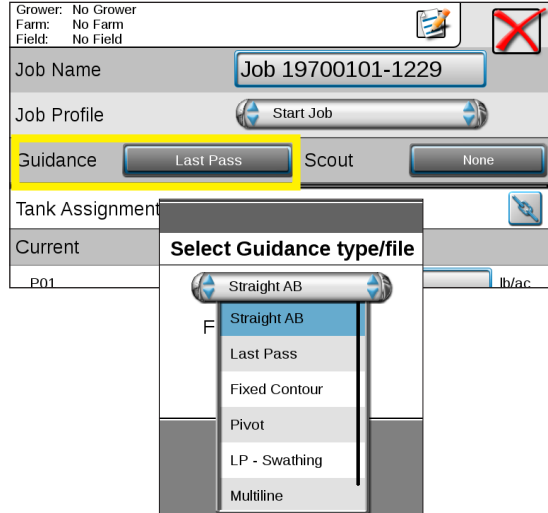 Grower: No Grower
Farm: No Farm
Field: No Field
Job Name Job 19700101-1229
Job Profile Start Job
Guidance Last Pass Scout None
Tank Assignment
Current
P01 lb/ac
Select Guidance type/file
Straight AB
F
Straight AB
Last Pass
Fixed Contour
Pivot
LP - Swathing
Multiline